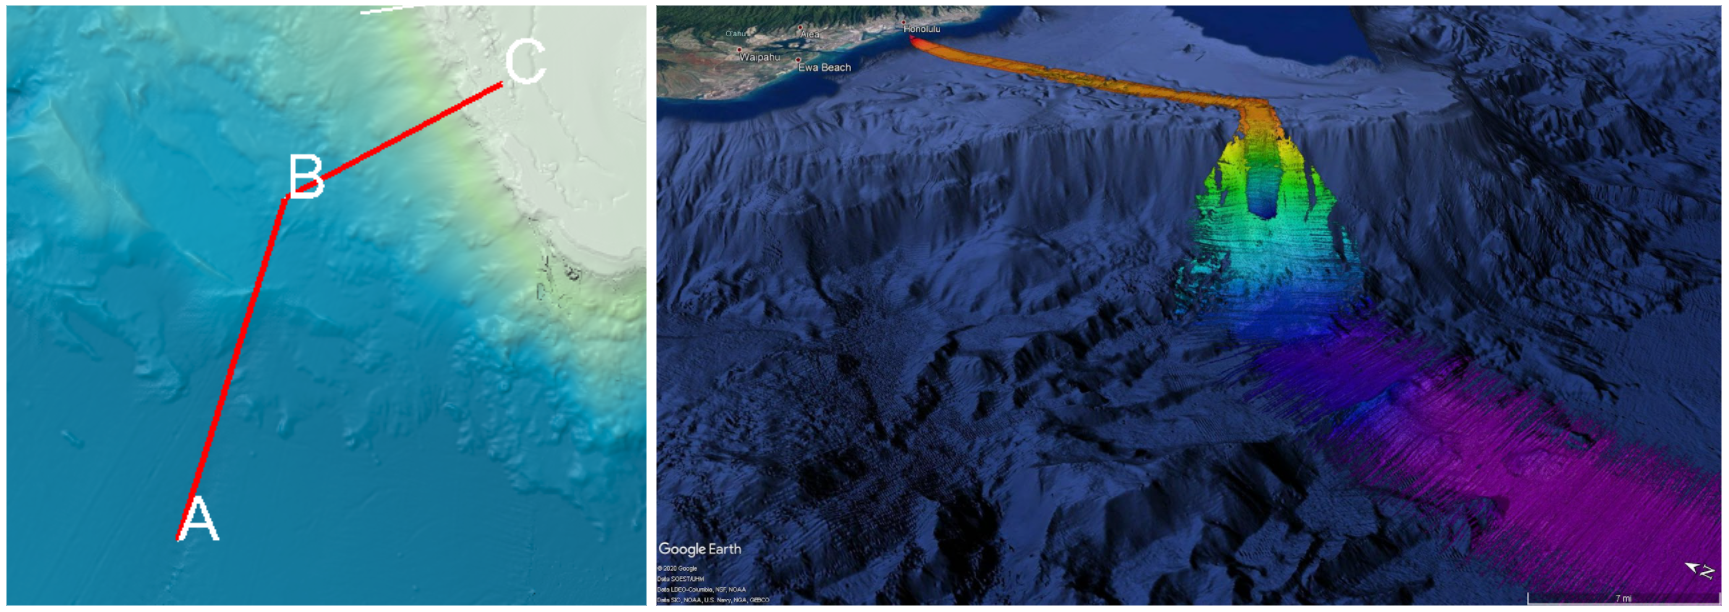 C
B
A
Honolulu
Oʻahu
Aiea
Waipahu
Ewa Beach
Google Earth
© 2020 Google
Data SOEST/UHM
Data LDEO-Columbia, NSF, NOAA
Data SIO, NOAA, U.S. Navy, NGA, GEBCO
N
7 mi